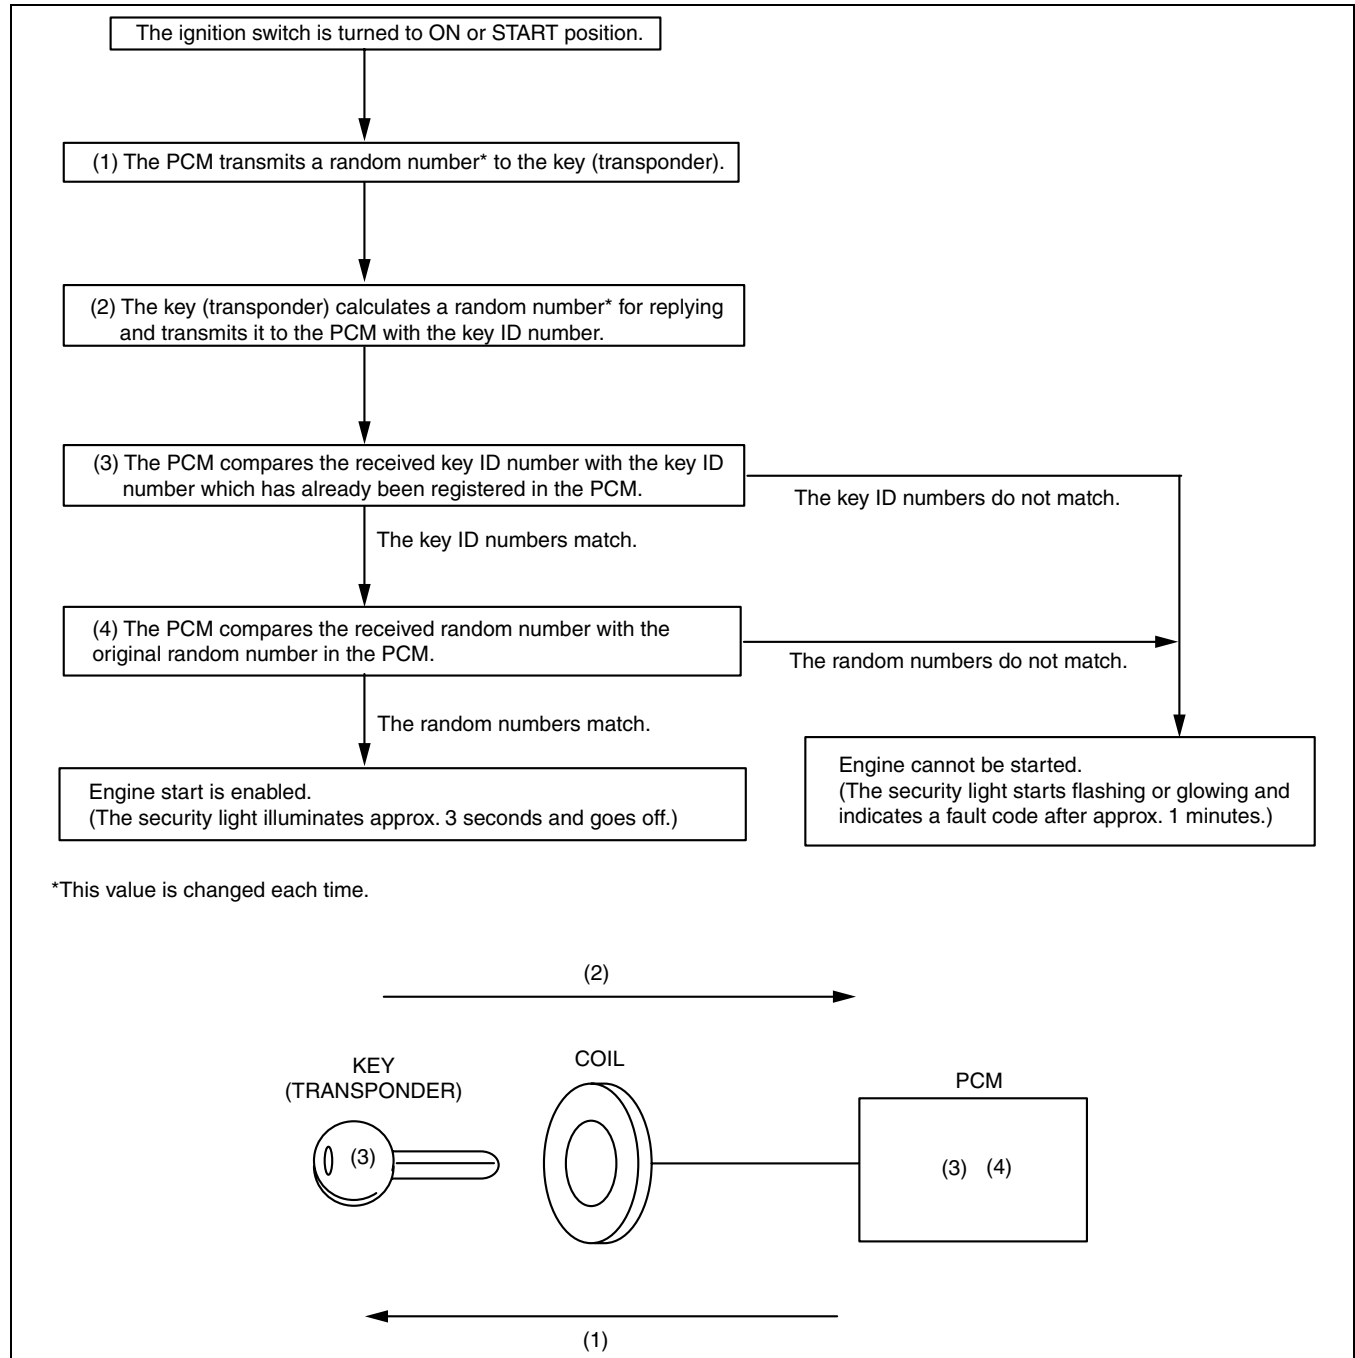 The ignition switch is turned to ON or START position.
(1) The PCM transmits a random number* to the key (transponder).
(2) The key (transponder) calculates a random number* for replying
and transmits it to the PCM with the key ID number.
(3) The PCM compares the received key ID number with the key ID
number which has already been registered in the PCM.
The key ID numbers do not match.
The key ID numbers match.
(4) The PCM compares the received random number with the
original random number in the PCM.
The random numbers do not match.
The random numbers match.
Engine start is enabled.
(The security light illuminates approx. 3 seconds and goes off.)
Engine cannot be started.
(The security light starts flashing or glowing and
indicates a fault code after approx. 1 minutes.)
*This value is changed each time.
(2)
KEY
(TRANSPONDER)
COIL
PCM
(3)
(3) (4)
(1)